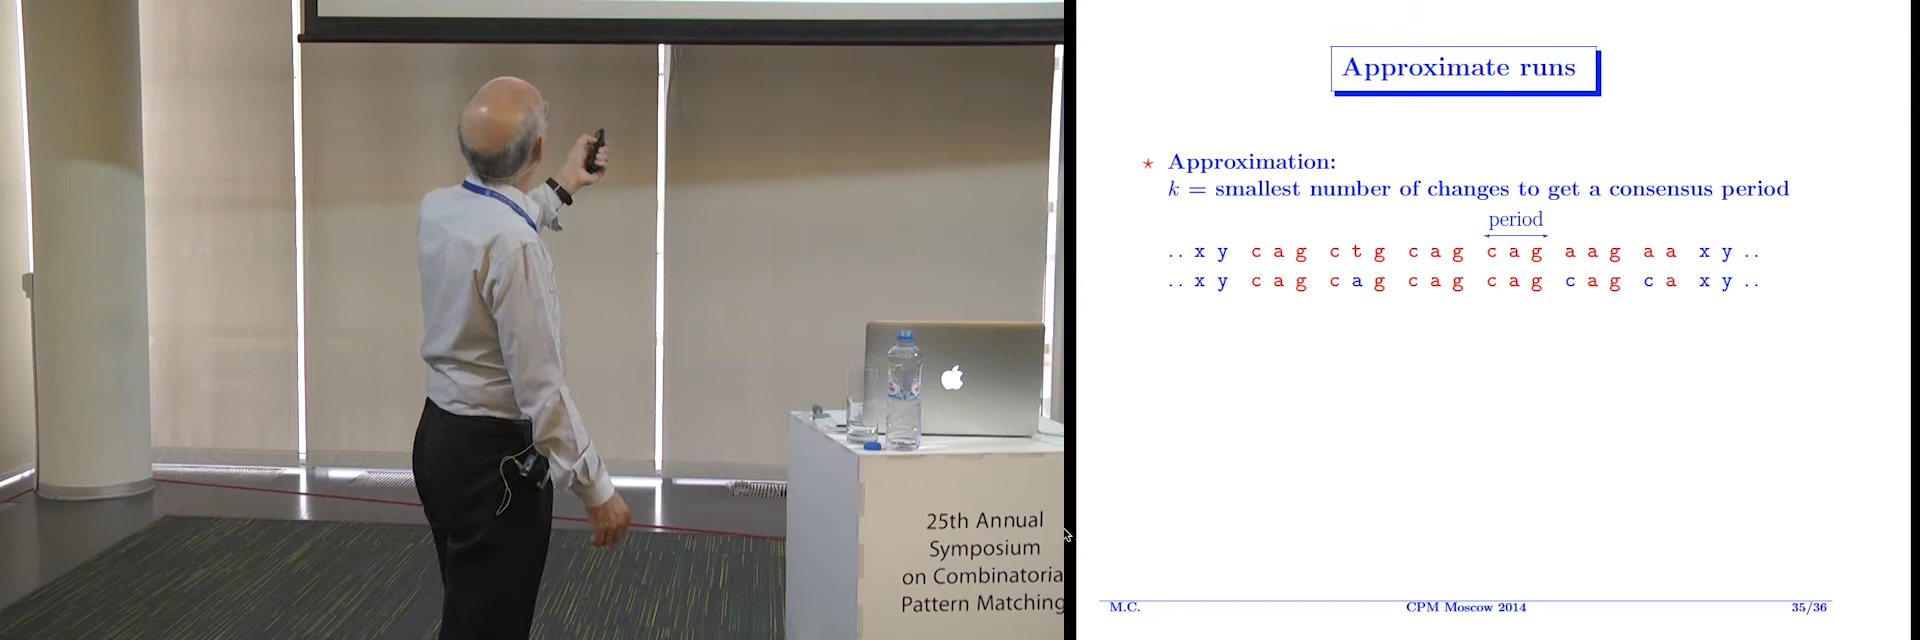 25th Annual
Symposium
on Combinatoria
Pattern Matching
Approximate runs
⋆ Approximation:
k = smallest number of changes to get a consensus period
period
.. x y c a g c t g c a g c a g a a g a a x y ..
.. x y c a g c a g c a g c a g c a g c a x y ..
M.C. CPM Moscow 2014 35/36